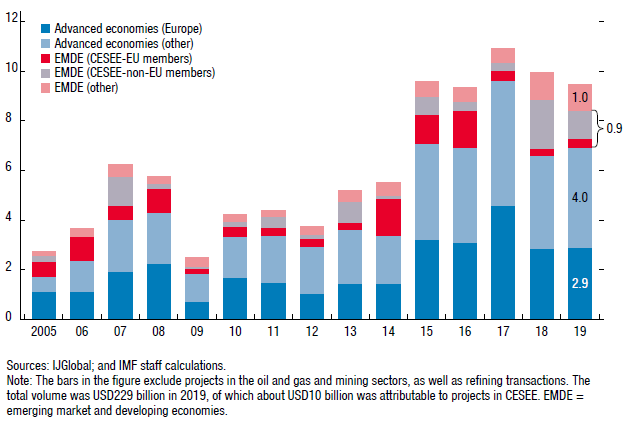 12
10
8
6
4
2
0
Advanced economies (Europe)
Advanced economies (other)
EMDE (CESEE-EU members)
EMDE (CESEE-non-EU members)
EMDE (other)
1.0
0.9
4.0
2.9
2005 06 07 08 09 10 11 12 13 14 15 16 17 18 19
Sources: IJGlobal; and IMF staff calculations.
Note: The bars in the figure exclude projects in the oil and gas and mining sectors, as well as refining transactions. The
total volume was USD229 billion in 2019, of which about USD10 billion was attributable to projects in CESEE. EMDE =
emerging market and developing economies.